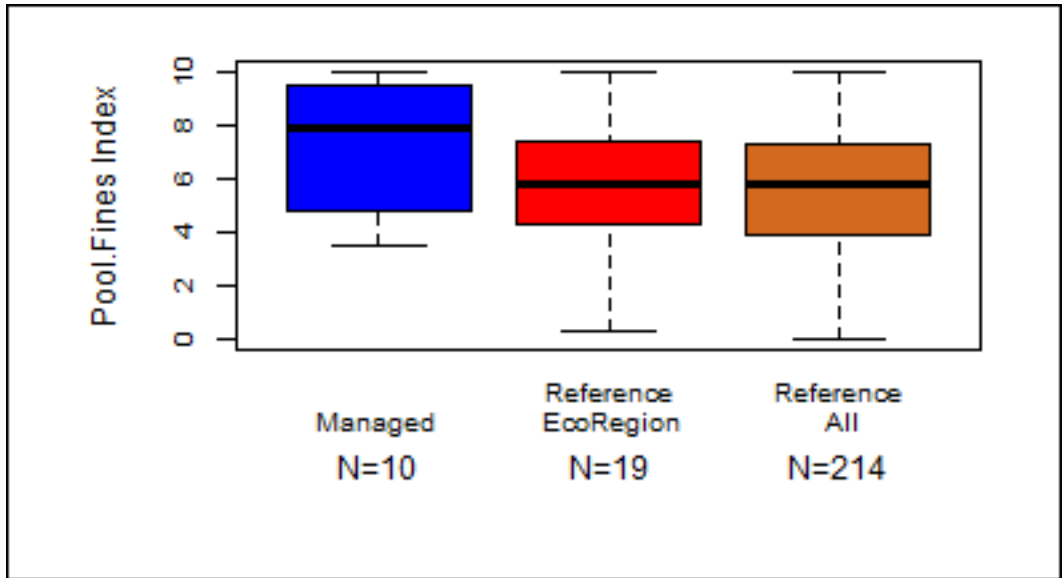 Pool.Fines Index
10
8
6
4
2
0
Managed
N=10
Reference
EcoRegion
N=19
Reference
All
N=214